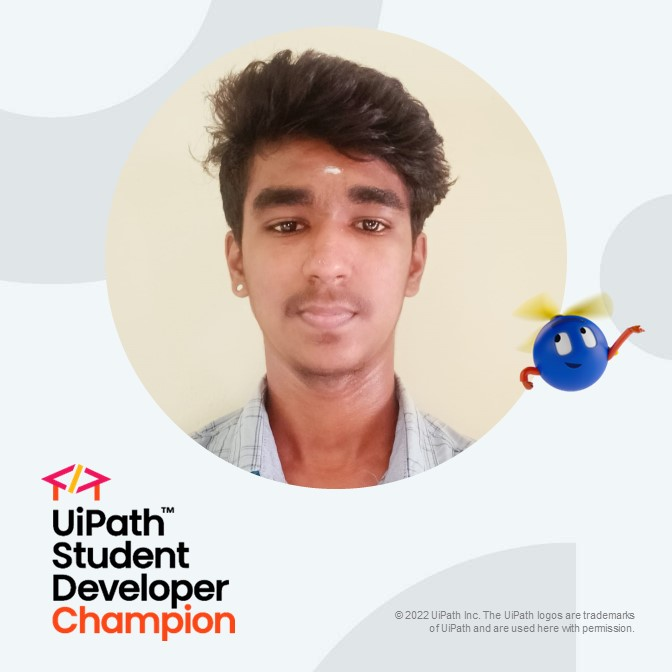 UiPath™
Student
Developer
Champion
© 2022 UiPath Inc. The UiPath logos are trademarks
of UiPath and are used here with permission.